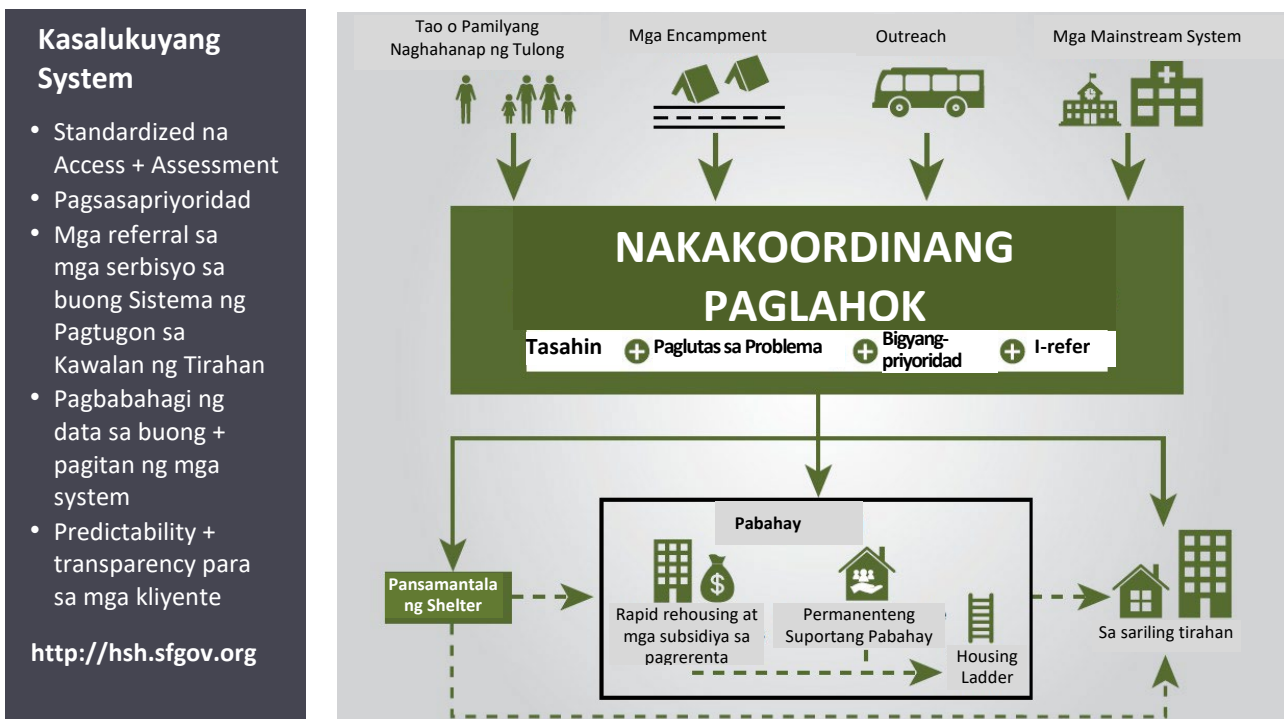 Kasalukuyang
System
• Standardized na
Access + Assessment
• Pagsasapriyoridad
• Mga referral sa
mga serbisyo sa
buong Sistema ng
Pagtugon sa
Kawalan ng Tirahan
• Pagbabahagi ng
data sa buong +
pagitan ng mga
system
• Predictability +
transparency para
sa mga kliyente
http://hsh.sfgov.org
Tao o Pamilyang
Naghahanap ng Tulong
Mga Encampment
Outreach
Mga Mainstream System
NAKAKOORDINANG
PAGLAHOK
Tasahin + Paglutas sa Problema + Bigyang-
priyoridad + I-refer
Pabahay
Pansamantala
ng Shelter
$
Rapid rehousing at
mga subsidiya sa
pagrerenta
Permanenteng
Suportang Pabahay
Housing
Ladder
Sa sariling tirahan